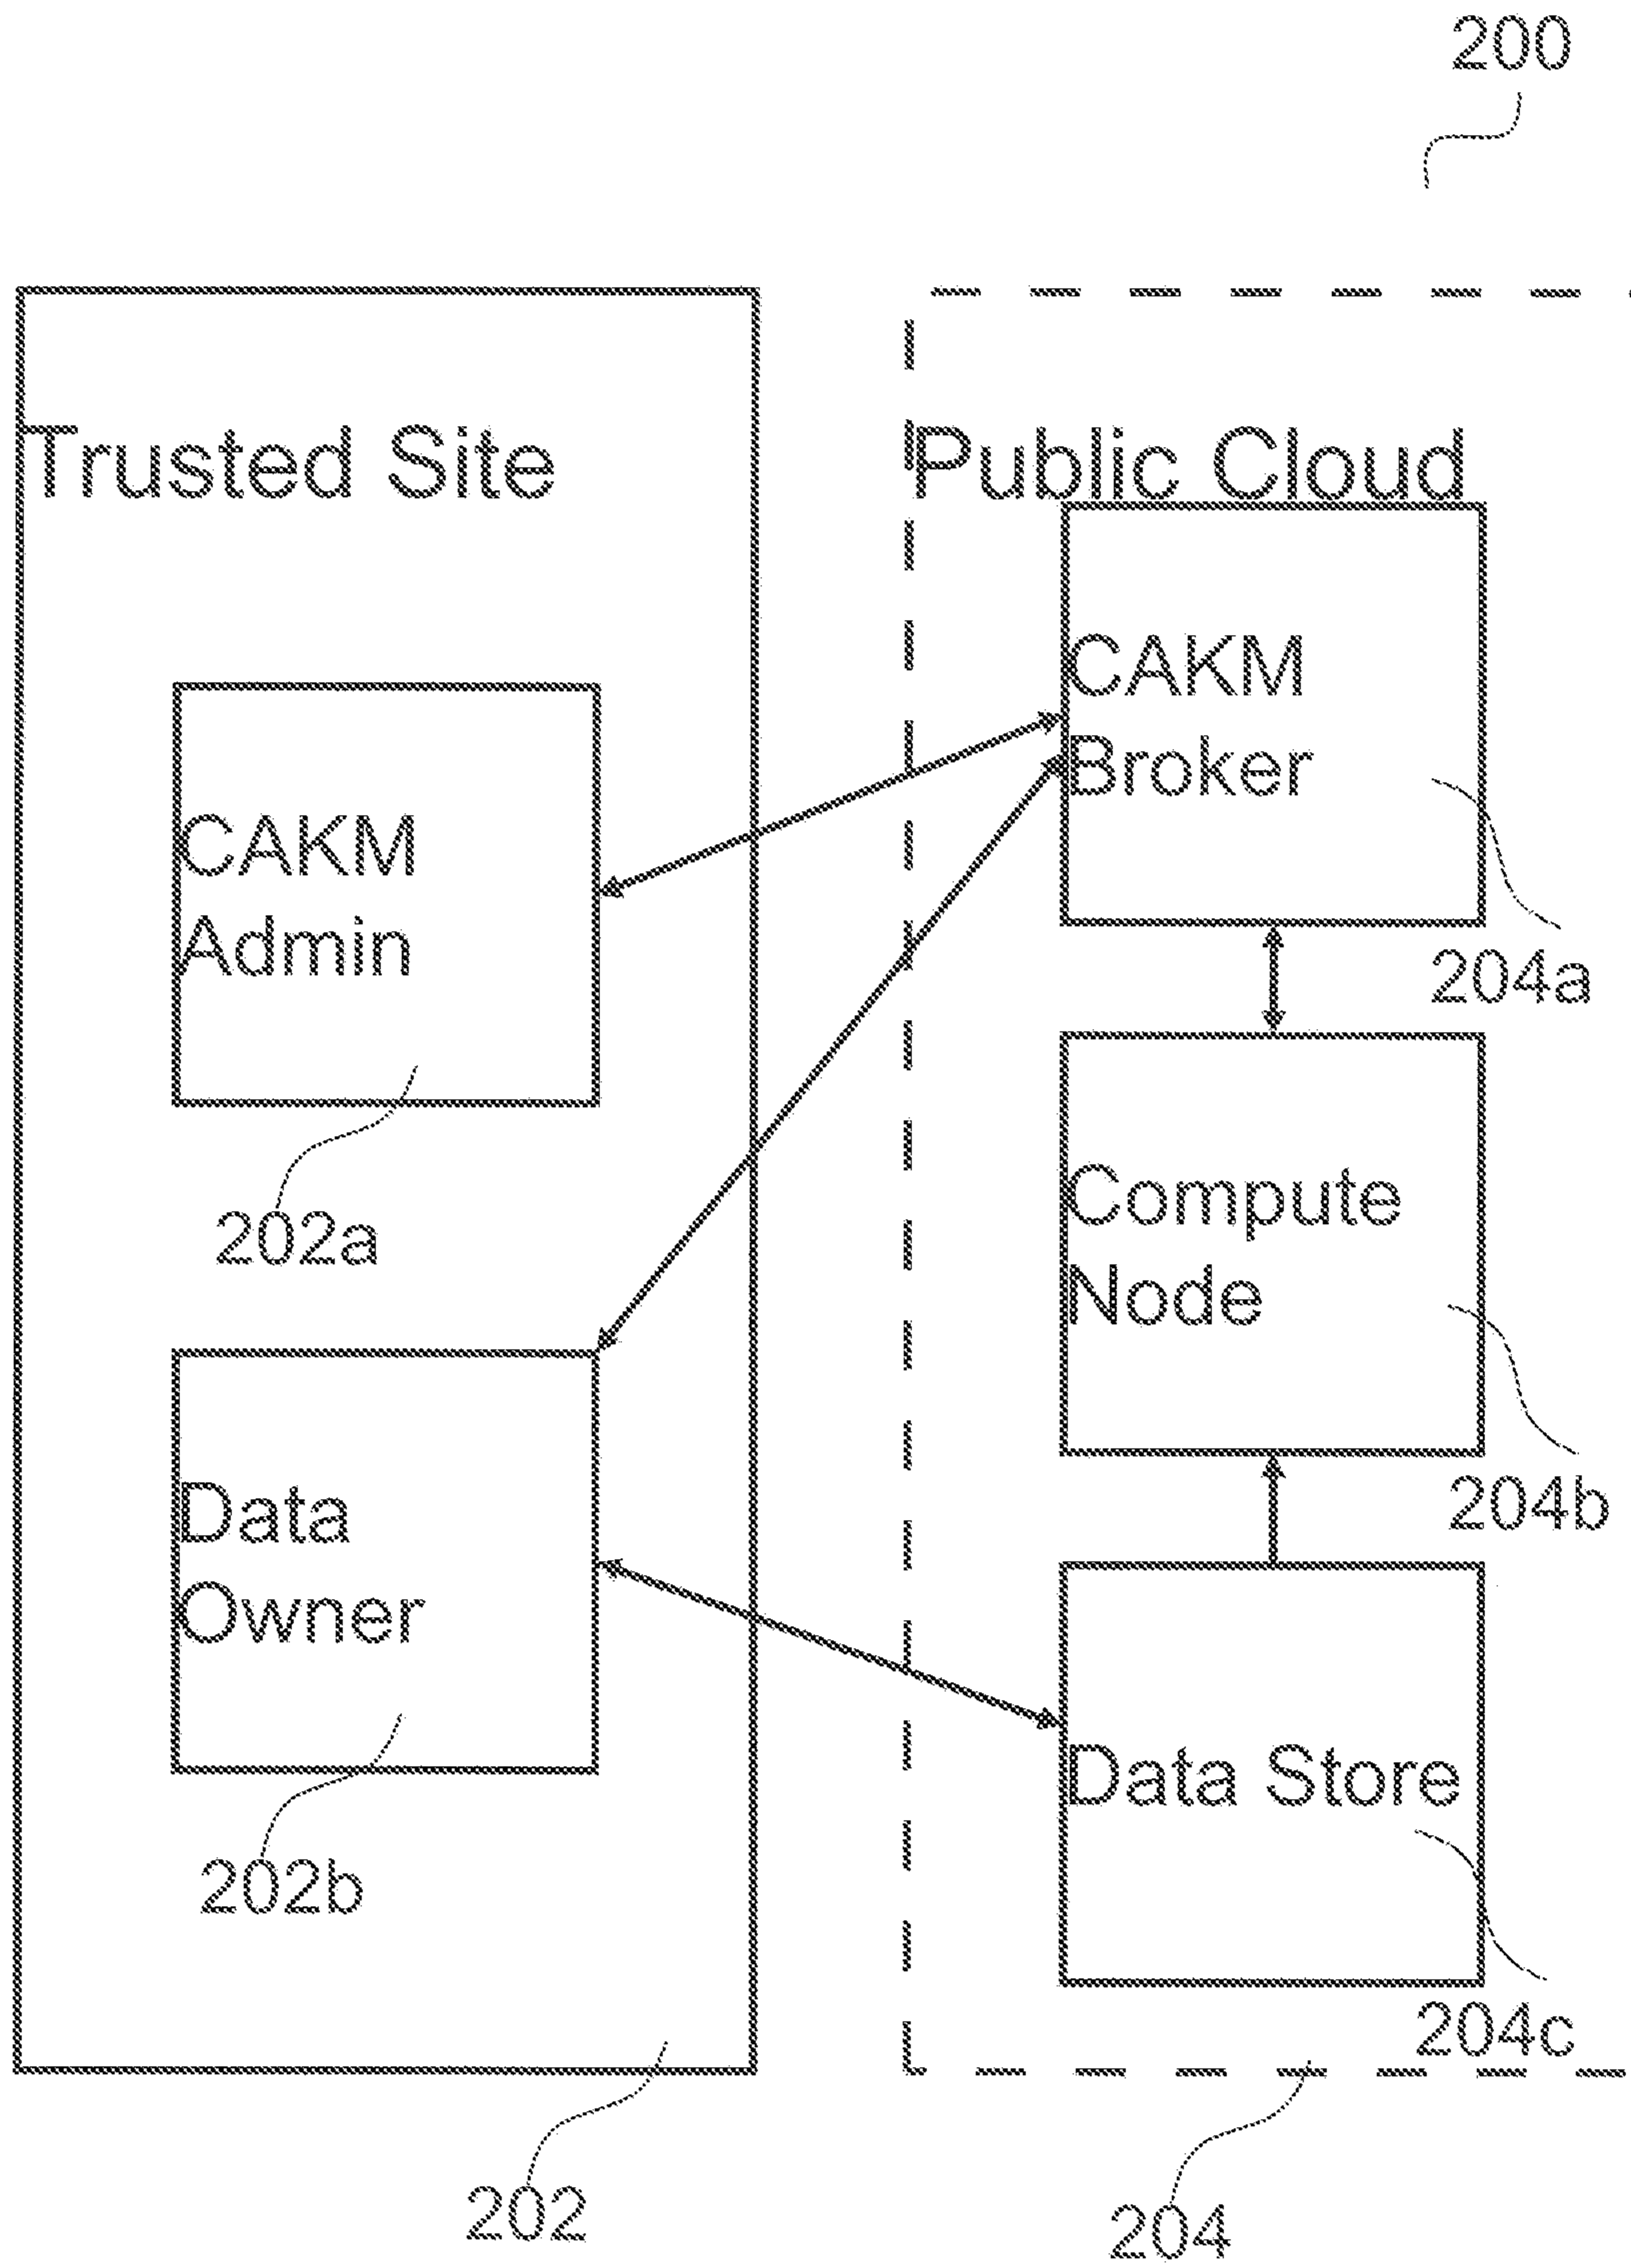 200
Trusted Site
CAKM
Admin
202a
Data
Owner
202b
202
Public Cloud
CAKM
Broker
204a
Compute
Node
204b
Data Store
204c
204